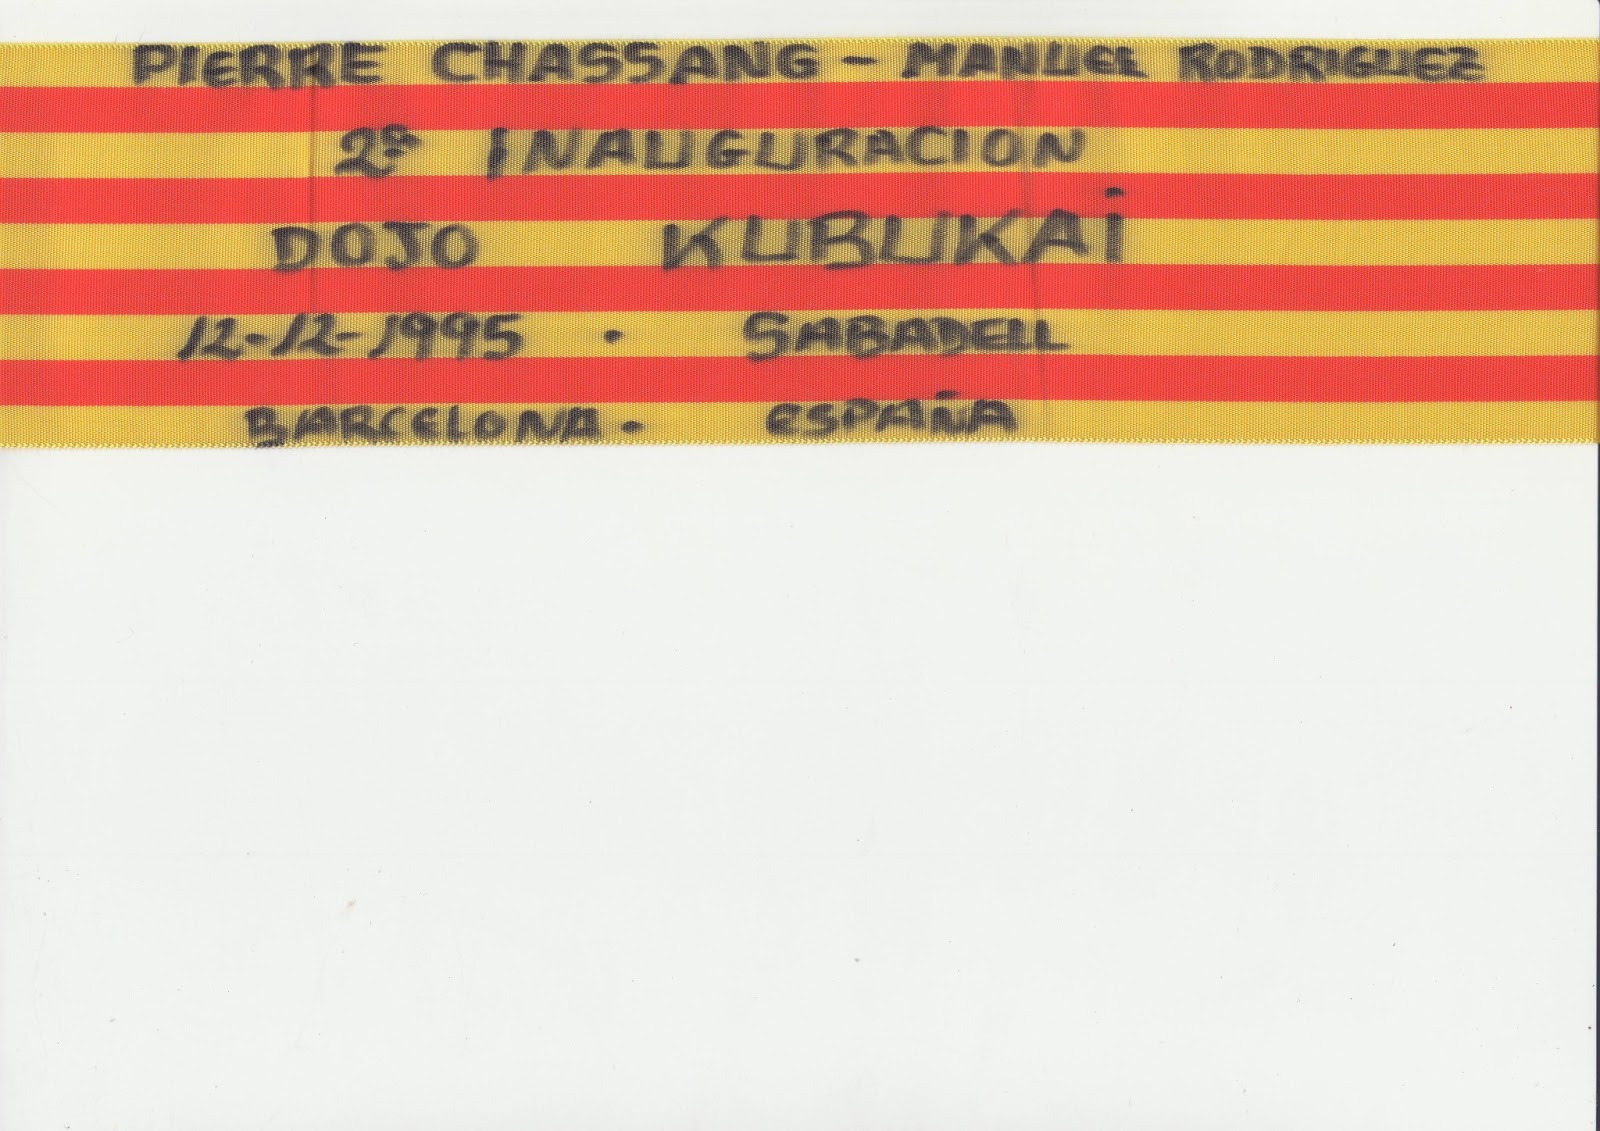 PIERRE CHASSANG - MANUEL RODRIGUEZ
2ª INAUGURACION
DOJO KUBUKAi
12-12-1995 · SABADELL
BARCELONA · ESPAÑA